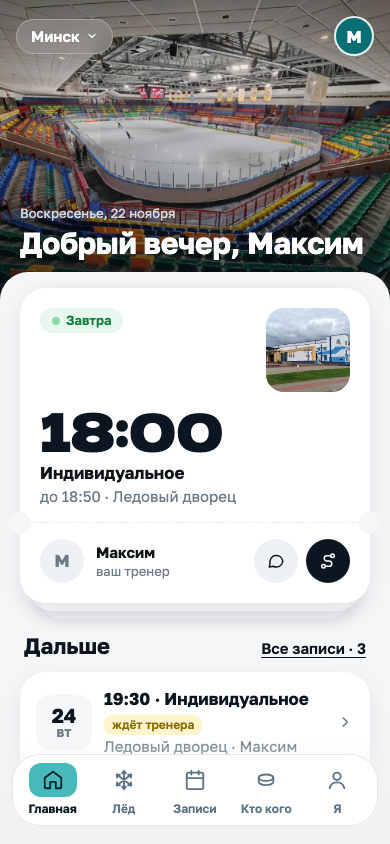 Минск
М
Воскресенье, 22 ноября
Добрый вечер, Максим
Завтра
18:00
Индивидуальное
до 18:50 · Ледовый дворец
М
Максим
ваш тренер
Дальше
Все записи · 3
24
вт
19:30 · Индивидуальное
ждёт тренера
Ледовый дворец · Максим
Главная
Лёд
Записи
Кто кого
Я